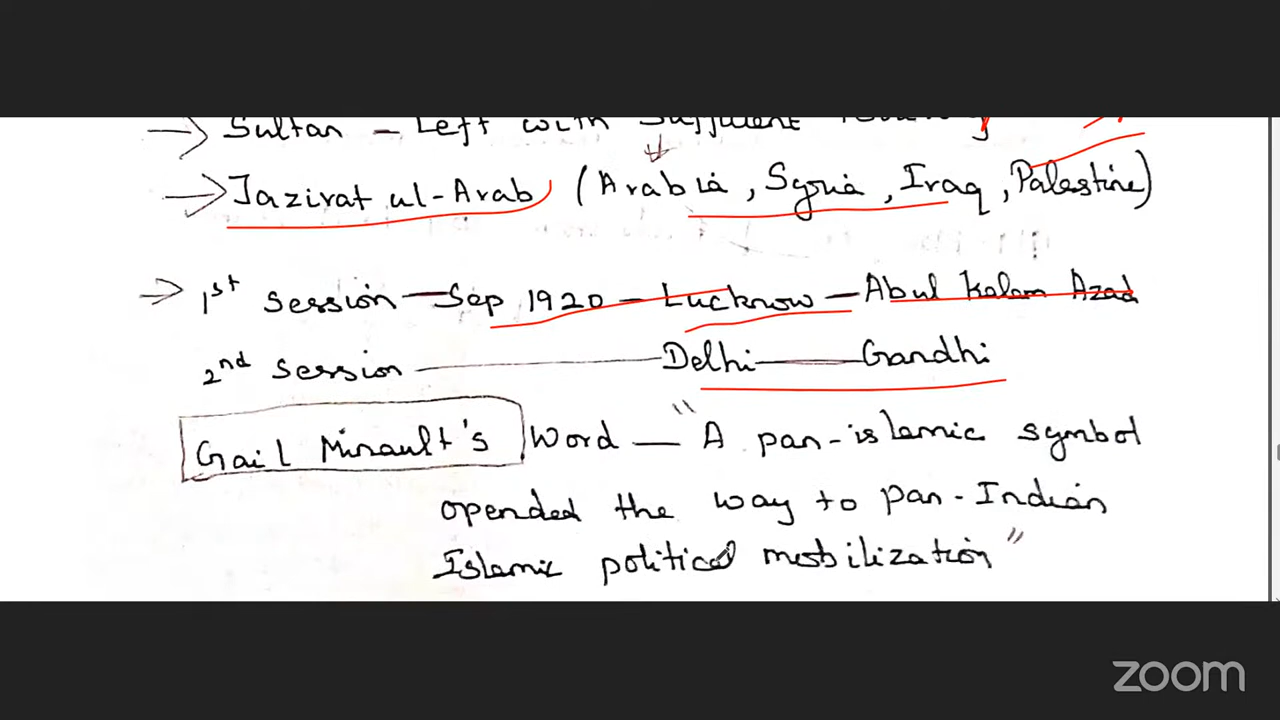 → Sultan - Left with Sufficient
→ Jazirat ul-Arab (Arabia, Syria, Iraq, Palestine)
→ 1st session - Sep 1920 - Lucknow - Abul Kalam Azad
2nd session - Delhi - Gandhi
Gail Minault's Word - "A pan-islamic symbol
opended the way to pan-Indian
Islamic political mobilization"
zoom